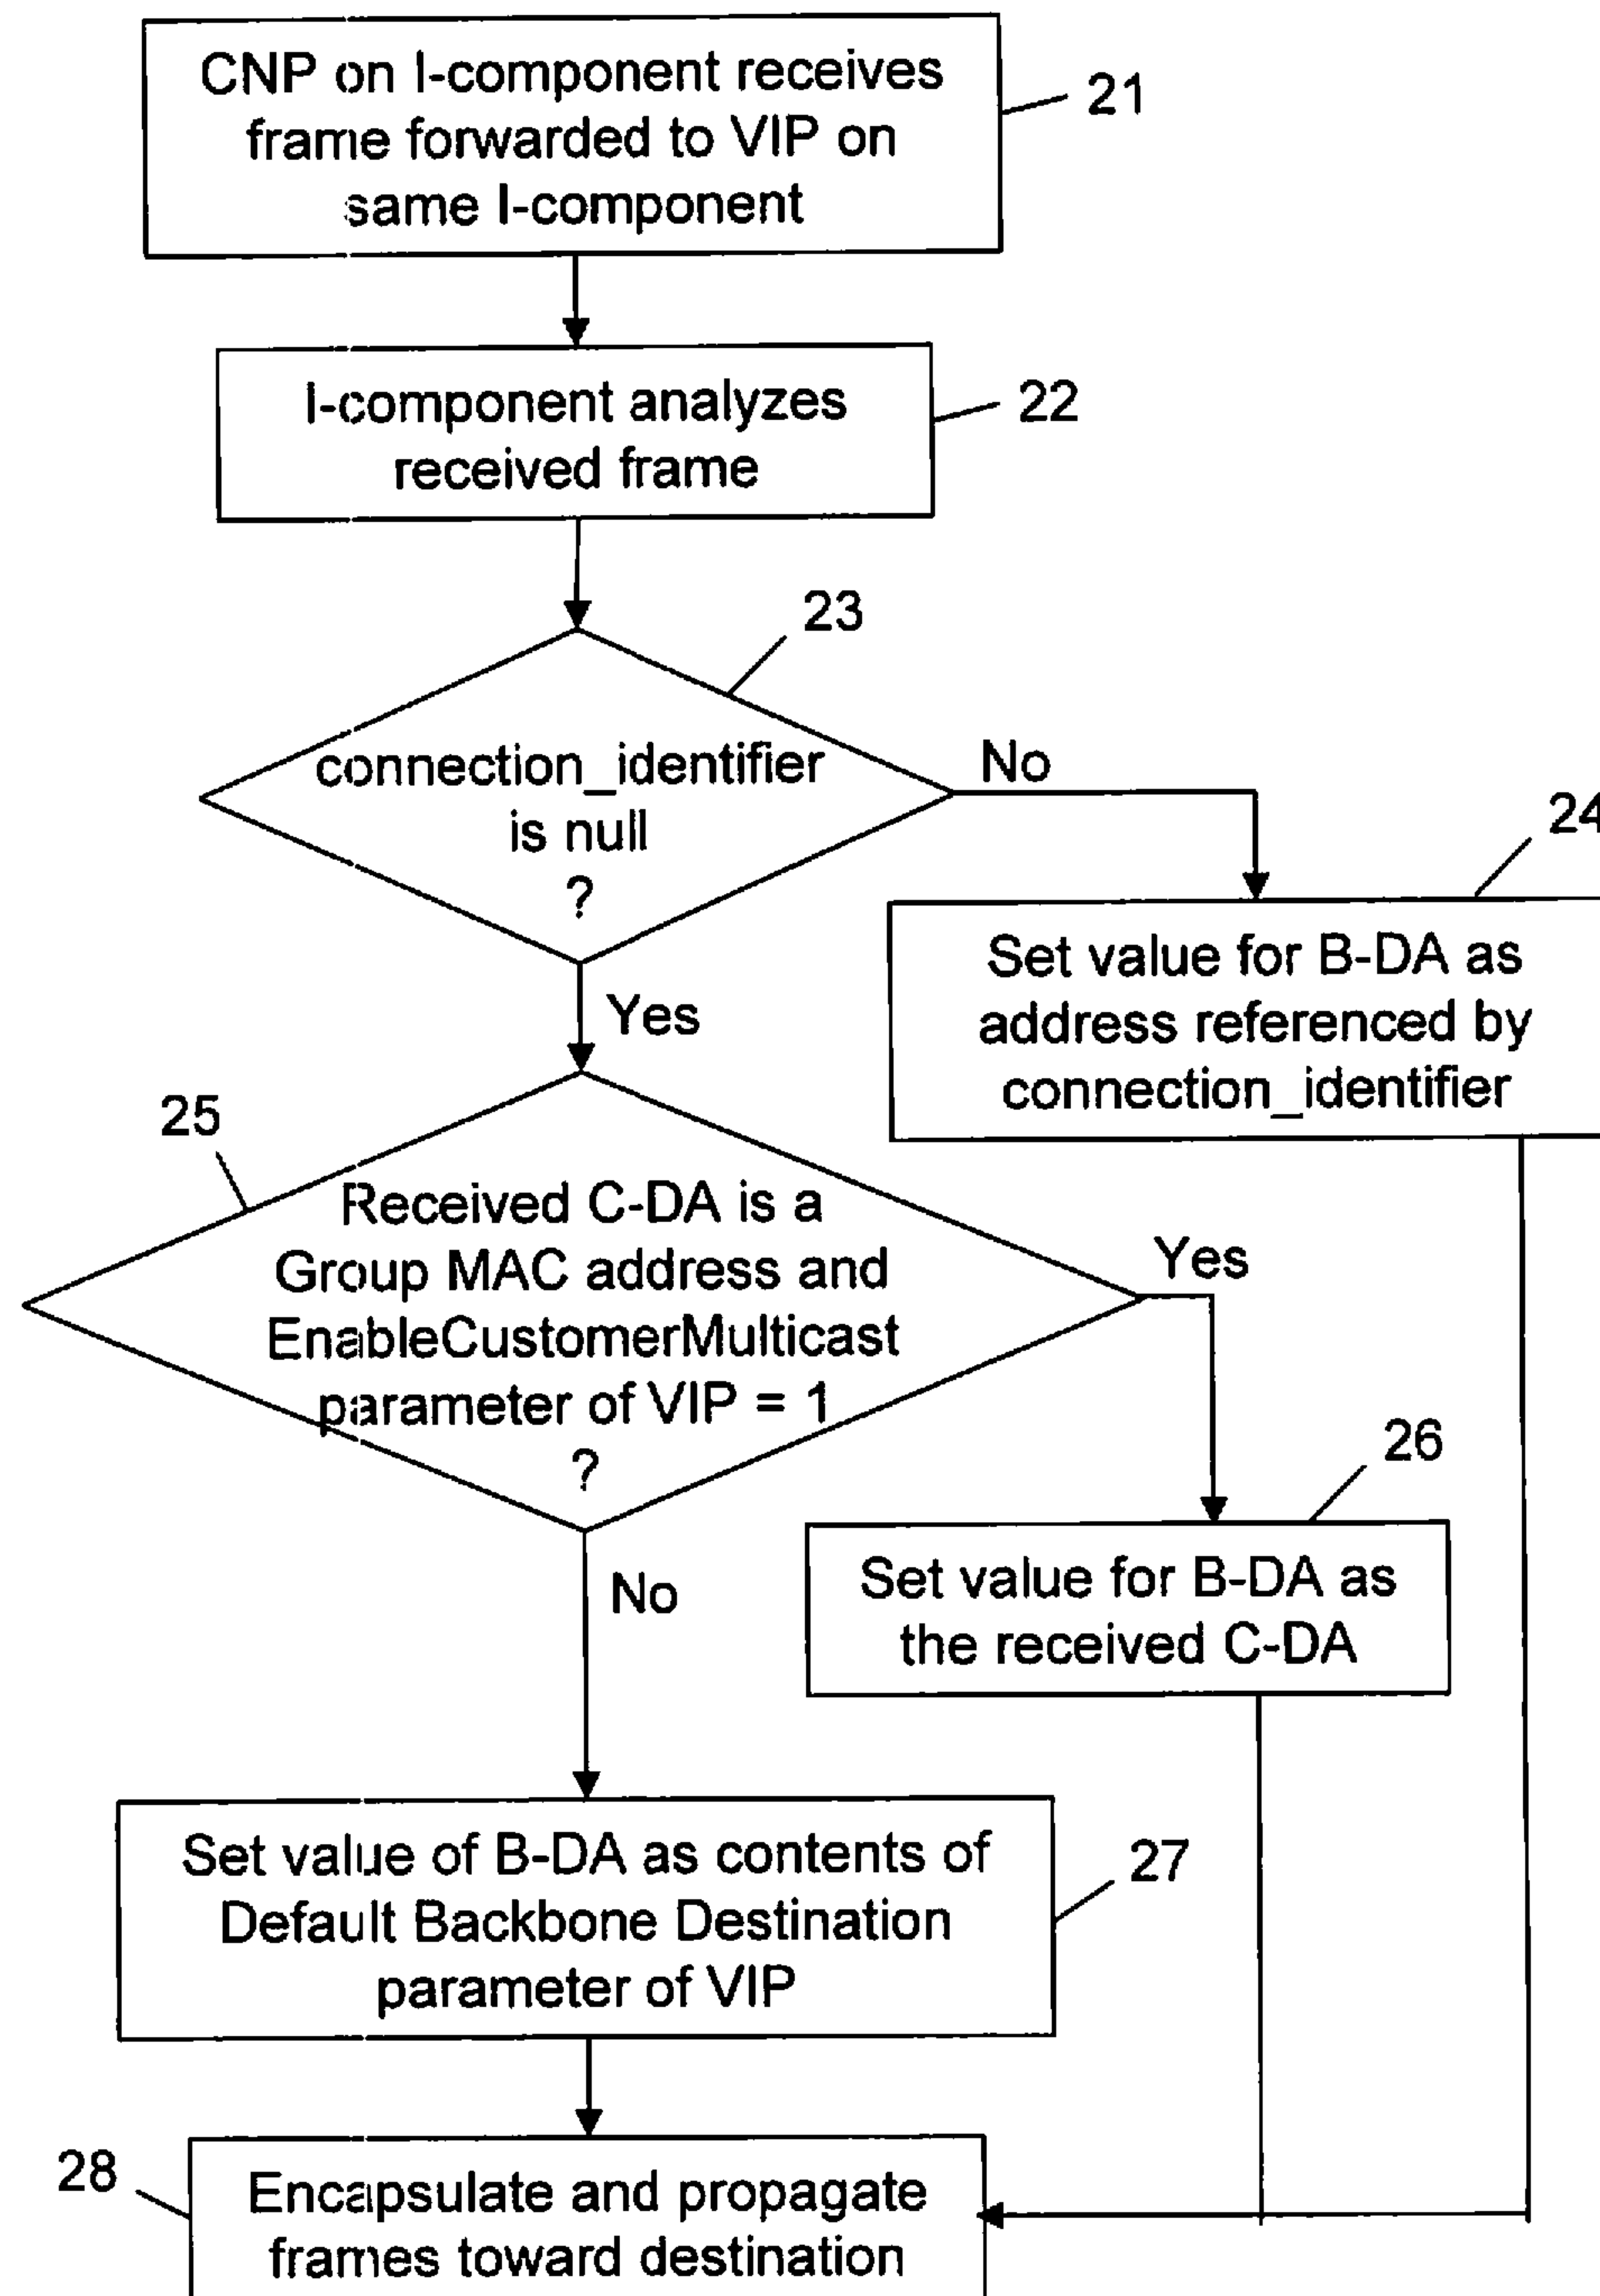 CNP on I-component receives
frame forwarded to VIP on
same I-component
21
I-component analyzes
received frame
22
23
connection_identifier
is null
?
No
24
Set value for B-DA as
address referenced by
connection_identifier
Yes
25
Received C-DA is a
Group MAC address and
EnableCustomerMulticast
parameter of VIP = 1
?
Yes
26
Set value for B-DA as
the received C-DA
No
Set value of B-DA as contents of
Default Backbone Destination
parameter of VIP
27
28
Encapsulate and propagate
frames toward destination